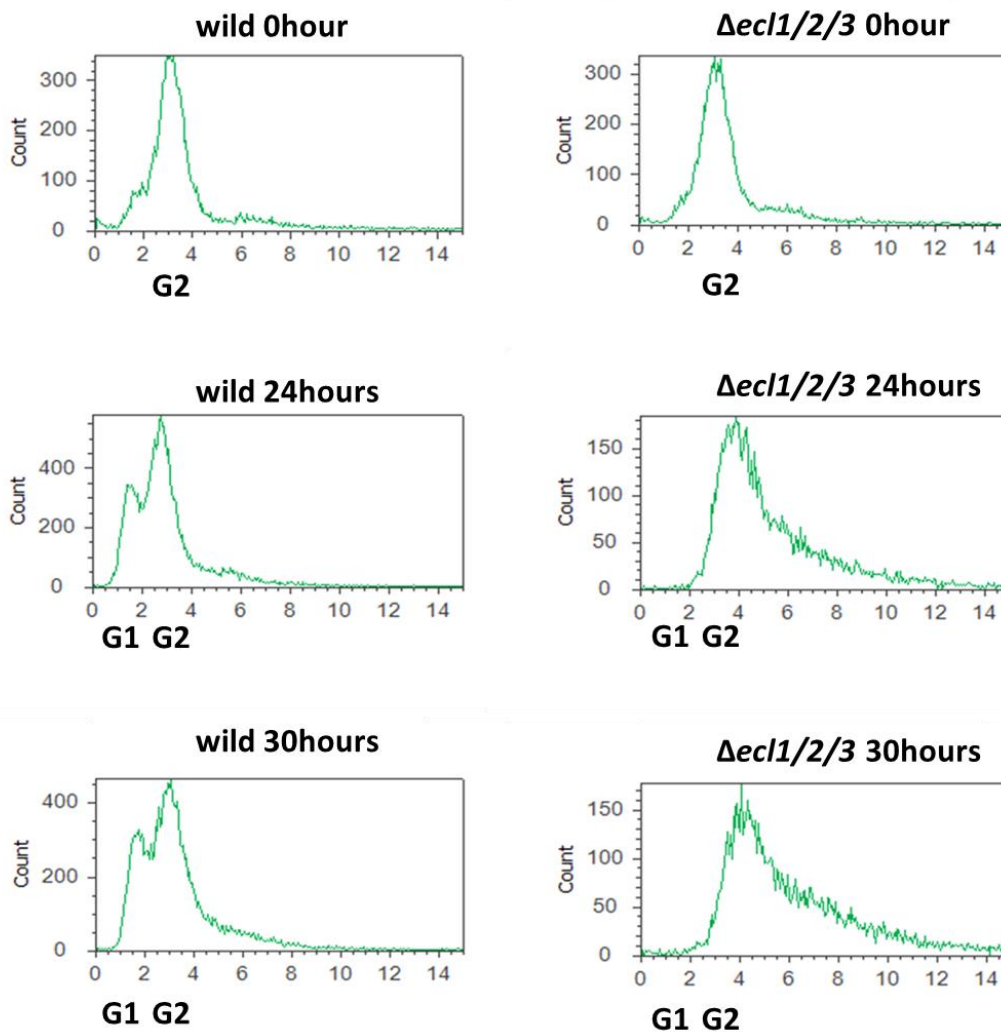 wild 0hour
Count
300
200
100
0
0 2 4 6 8 10 12 14
G2
Δecl1/2/3 0hour
Count
300
200
100
0
0 2 4 6 8 10 12 14
G2
wild 24hours
Count
400
200
0
0 2 4 6 8 10 12 14
G1 G2
Δecl1/2/3 24hours
Count
150
100
50
0
0 2 4 6 8 10 12 14
G1 G2
wild 30hours
Count
400
200
0
0 2 4 6 8 10 12 14
G1 G2
Δecl1/2/3 30hours
Count
150
100
50
0
0 2 4 6 8 10 12 14
G1 G2